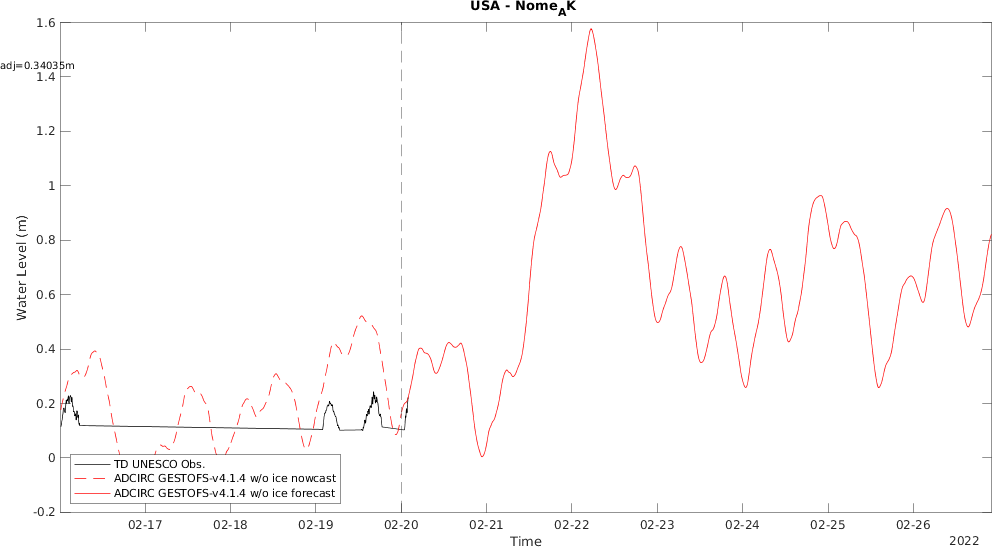 USA - Nome_AK
adj=0.34035m
1.6
1.4
1.2
1
0.8
0.6
0.4
0.2
0
-0.2
Water Level (m)
TD UNESCO Obs.
ADCIRC GESTOFS-v4.1.4 w/o ice nowcast
ADCIRC GESTOFS-v4.1.4 w/o ice forecast
02-17 02-18 02-19 02-20 02-21 02-22 02-23 02-24 02-25 02-26
Time
2022